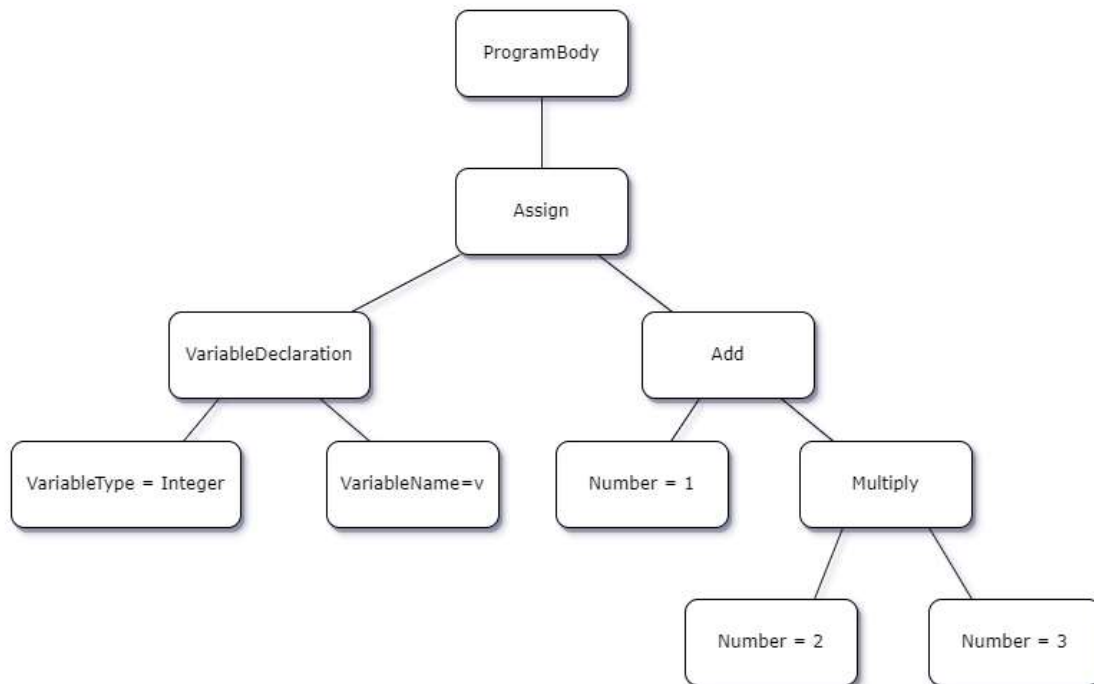 ProgramBody
Assign
VariableDeclaration
Add
VariableType = Integer
VariableName=v
Number = 1
Multiply
Number = 2
Number = 3